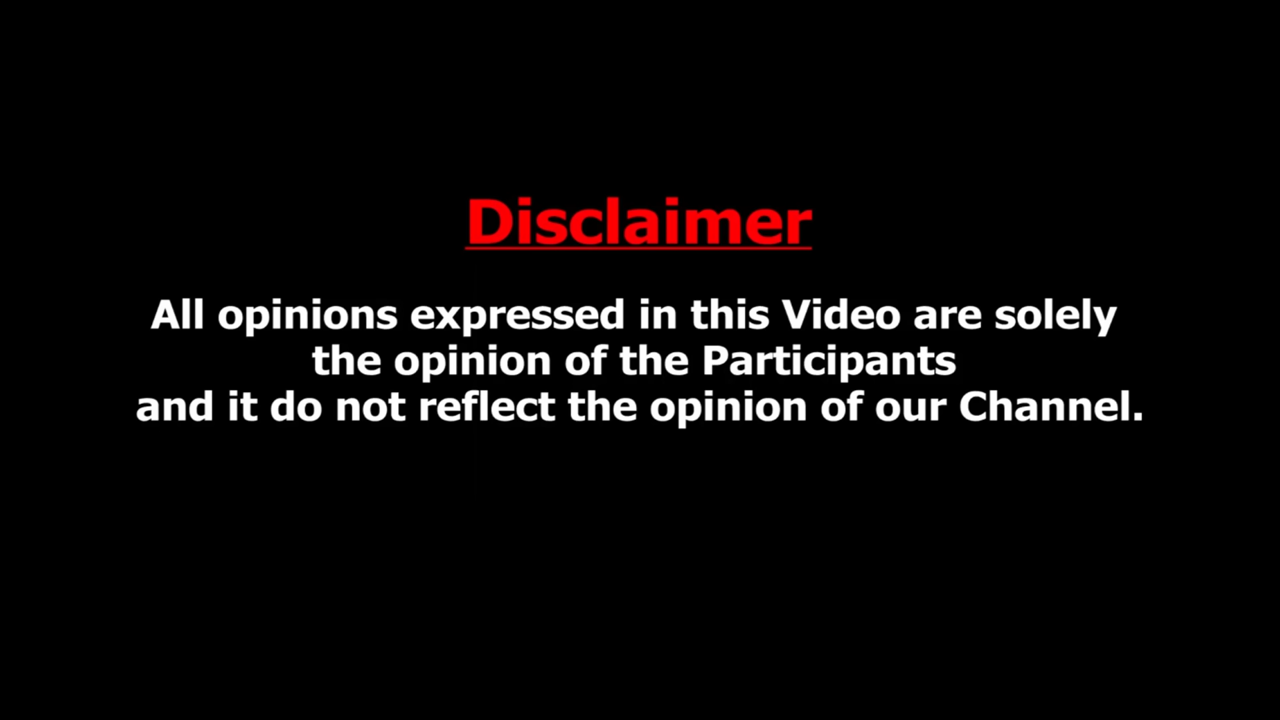 Disclaimer
All opinions expressed in this Video are solely
the opinion of the Participants
and it do not reflect the opinion of our Channel.